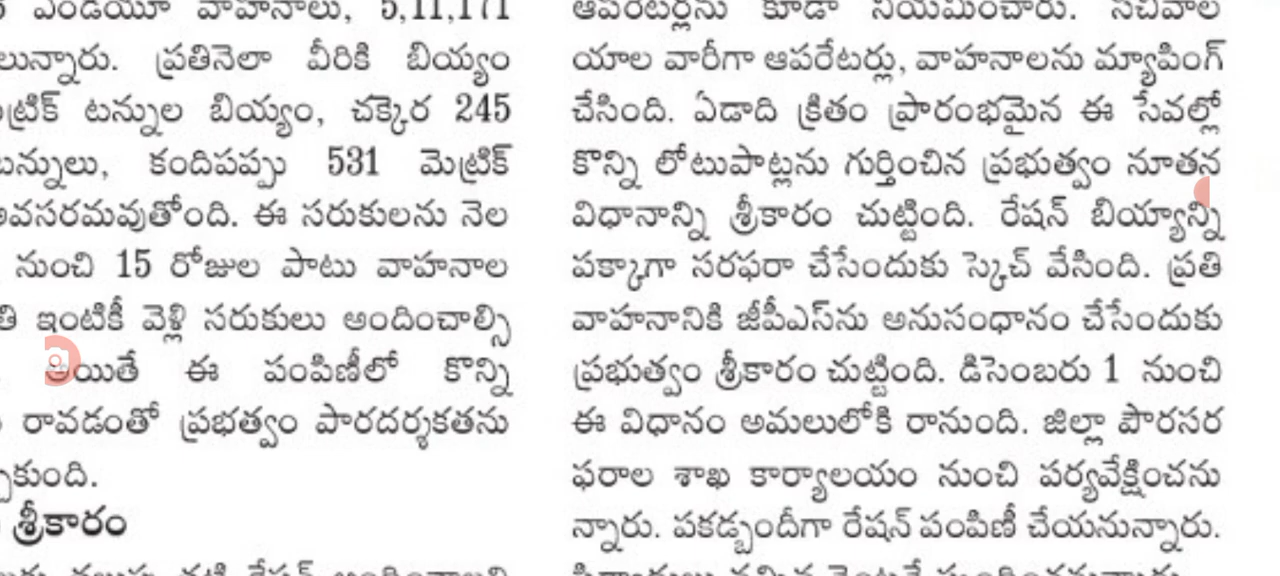 ఎండీయూ వాహనాలు, 5,11,171
లున్నారు. ప్రతినెలా వీరికి బియ్యం
ట్రిక్ టన్నుల బియ్యం, చక్కెర 245
టన్నులు, కందిపప్పు 531 మెట్రిక్
అవసరమవుతోంది. ఈ సరుకులను నెల
నుంచి 15 రోజుల పాటు వాహనాల
తి ఇంటికీ వెళ్లి సరుకులు అందించాల్సి
అయితే ఈ పంపిణీలో కొన్ని
రావడంతో ప్రభత్వం పారదర్శకతను
కుంది.
శ్రీకారం
ఆపరేటర్లను కూడా నియమించారు. సచివాల
యాల వారీగా ఆపరేటర్లు, వాహనాలను మ్యాపింగ్
చేసింది. ఏడాది క్రితం ప్రారంభమైన ఈ సేవల్లో
కొన్ని లోటుపాట్లను గుర్తించిన ప్రభుత్వం నూతన
విధానాన్ని శ్రీకారం చుట్టింది. రేషన్ బియ్యాన్ని
పక్కాగా సరఫరా చేసేందుకు స్కెచ్ వేసింది. ప్రతి
వాహనానికి జీపీఎస్‌ను అనుసంధానం చేసేందుకు
ప్రభుత్వం శ్రీకారం చుట్టింది. డిసెంబరు 1 నుంచి
ఈ విధానం అమలులోకి రానుంది. జిల్లా పౌరసర
ఫరాల శాఖ కార్యాలయం నుంచి పర్యవేక్షించను
న్నారు. పకడ్బందీగా రేషన్ పంపిణీ చేయనున్నారు.